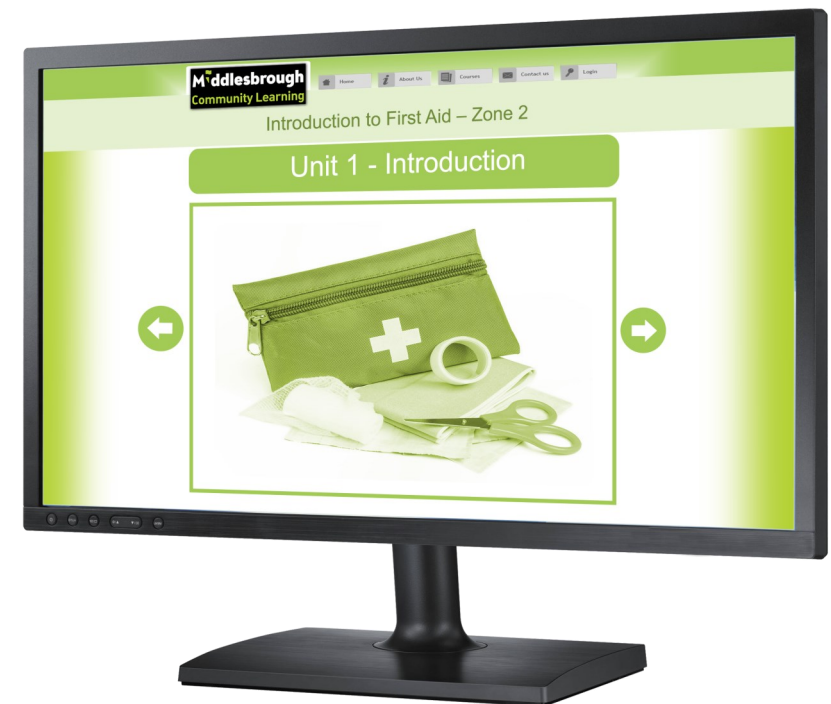 Middlesbrough
Community Learning
Home
About Us
Courses
Contact us
Login
Introduction to First Aid – Zone 2
Unit 1 - Introduction